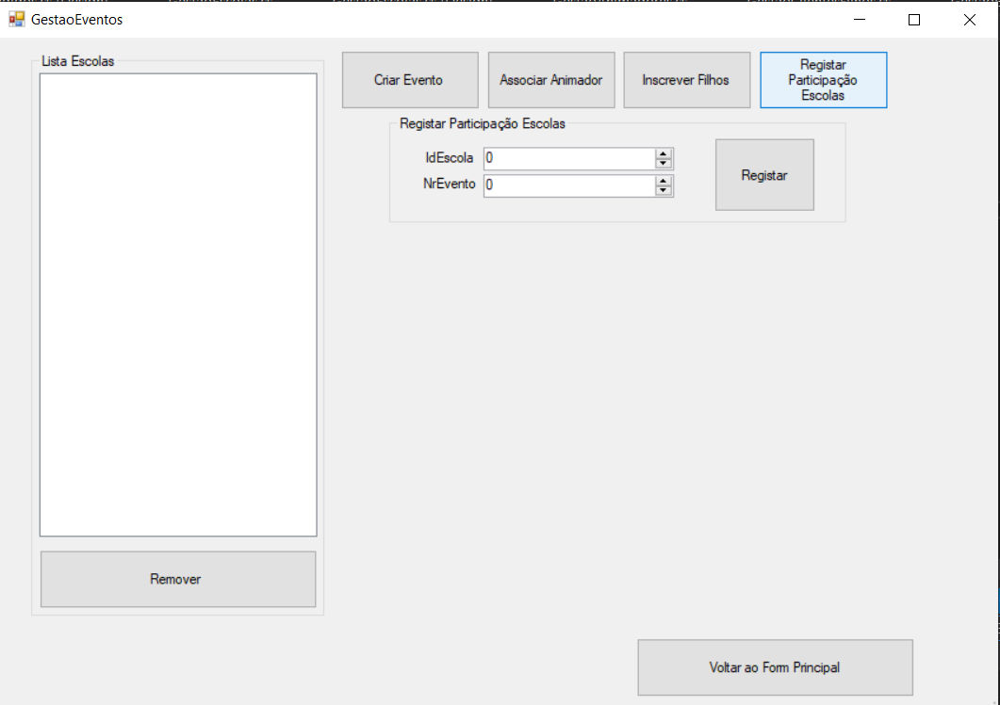 GestaoEventos
Lista Escolas
Criar Evento
Associar Animador
Inscrever Filhos
Registar
Participação
Escolas
Registar Participação Escolas
IdEscola 0
NrEvento 0
Registar
Remover
Voltar ao Form Principal